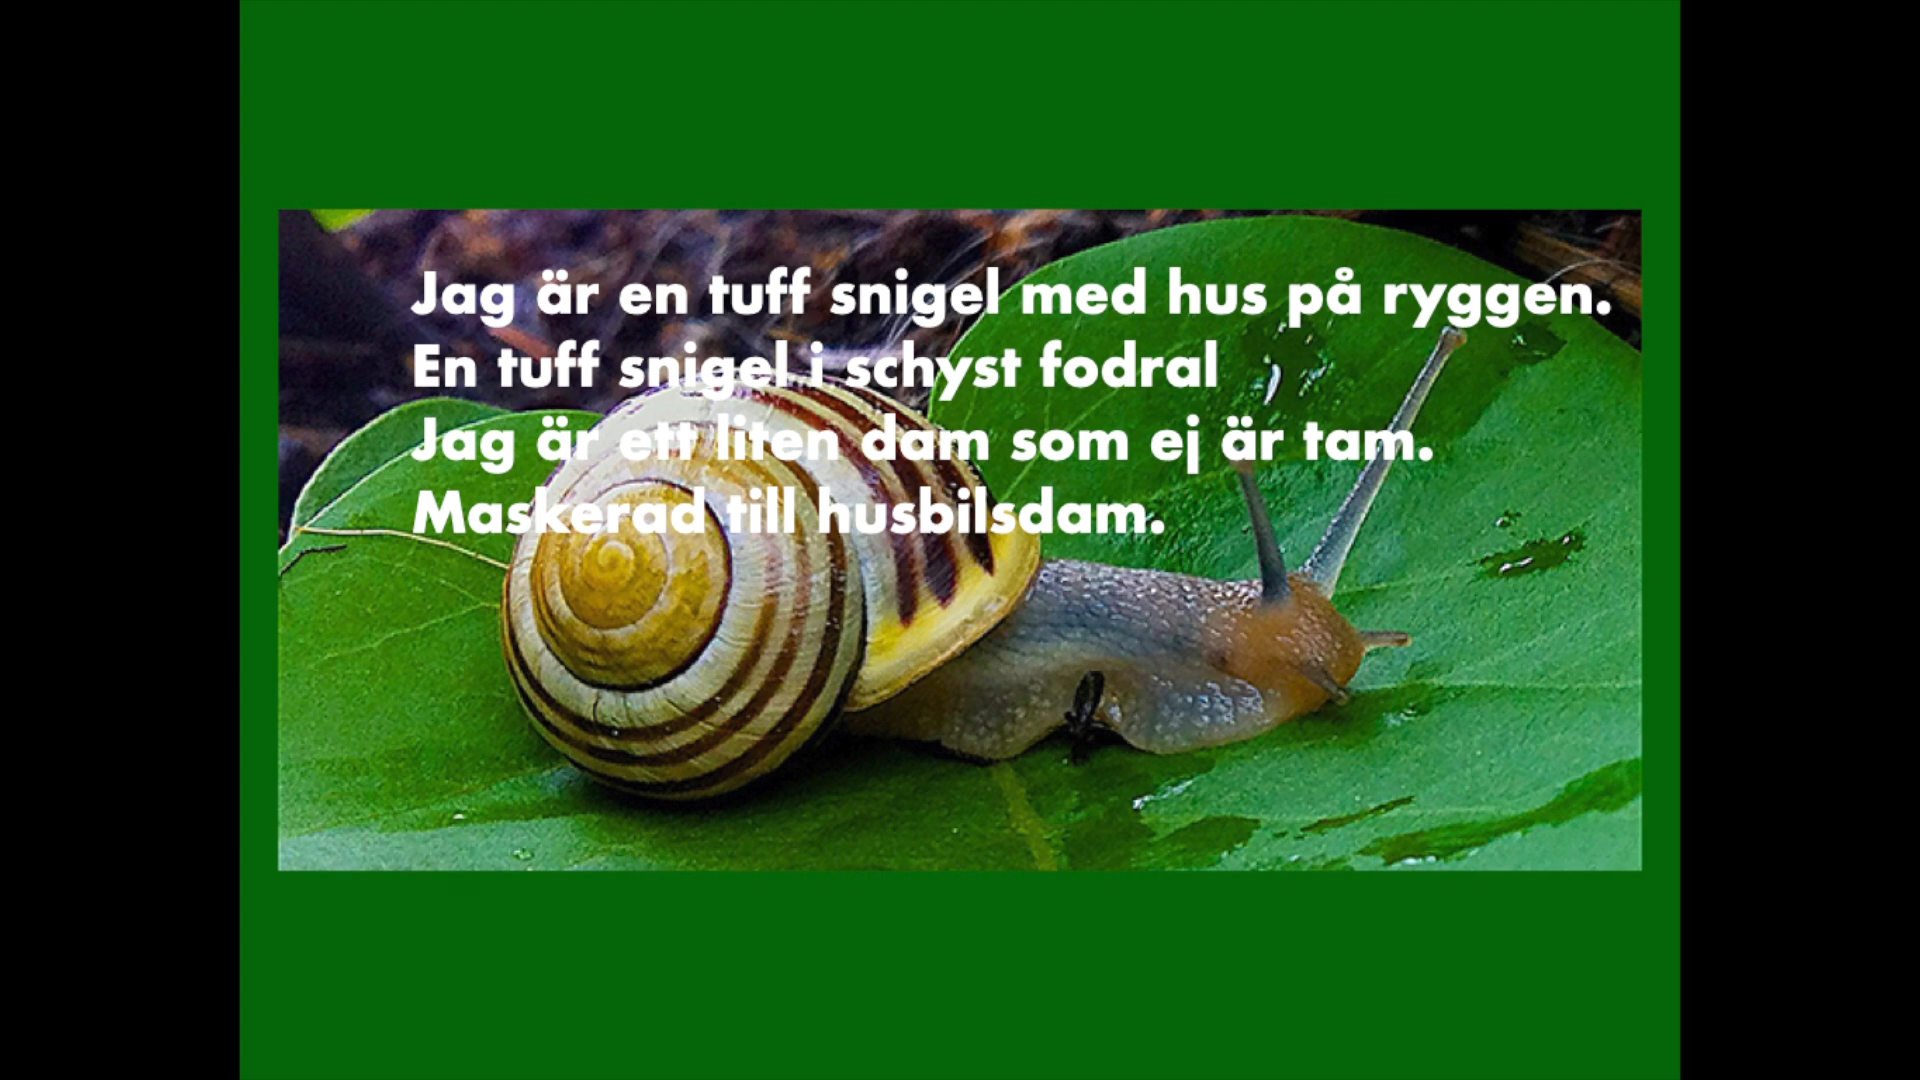 Jag är en tuff snigel med hus på ryggen.
En tuff snigel i schyst fodral
Jag är ett liten dam som ej är tam.
Maskerad till husbilsdam.